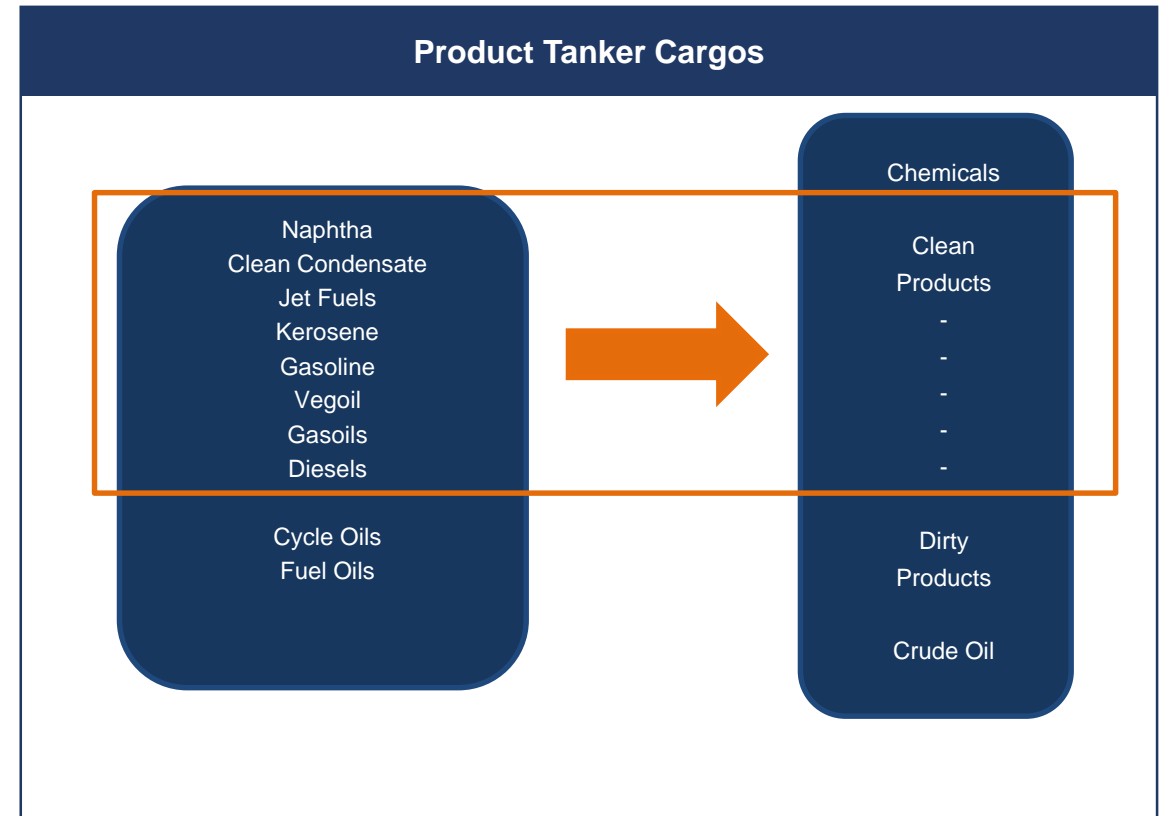 Product Tanker Cargos
Naphtha
Clean Condensate
Jet Fuels
Kerosene
Gasoline
Vegoil
Gasoils
Diesels
Cycle Oils
Fuel Oils
Chemicals
Clean
Products
-
-
-
-
-
Dirty
Products
Crude Oil